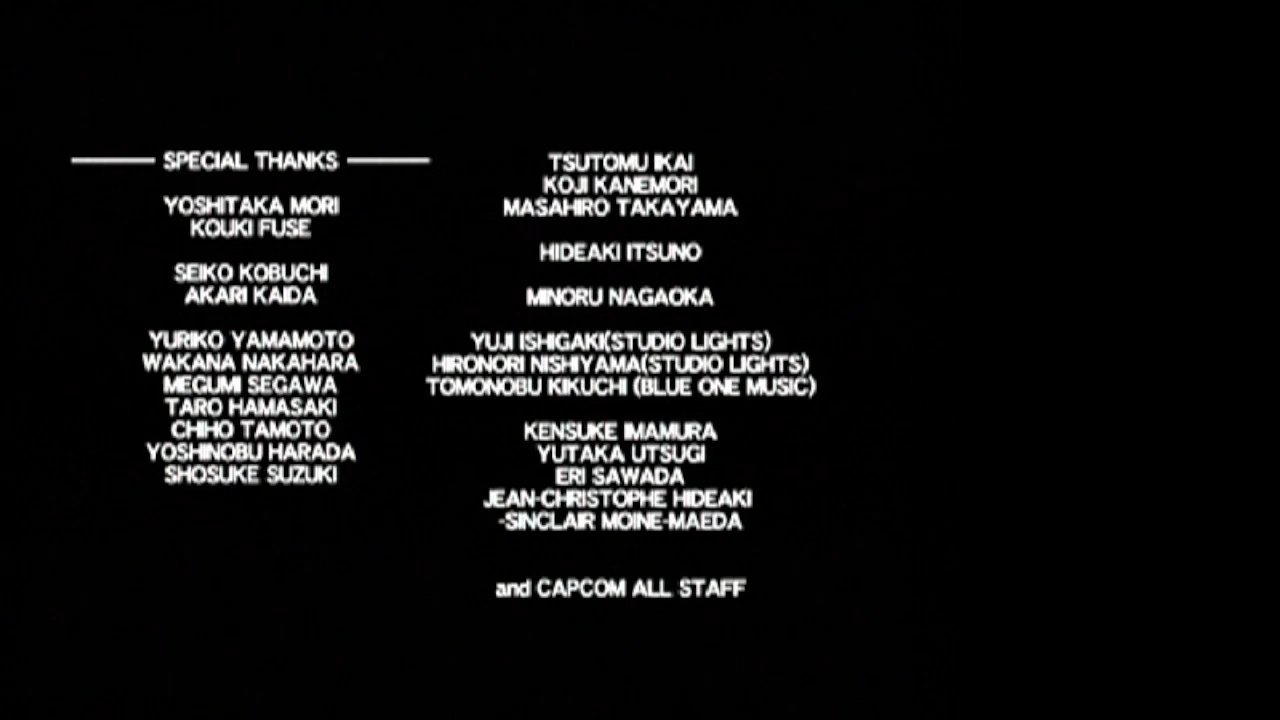 SPECIAL THANKS
YOSHITAKA MORI
KOUKI FUSE
SEIKO KOBUCHI
AKARI KAIDA
YURIKO YAMAMOTO
WAKANA NAKAHARA
MEGUMI SEGAWA
TARO HAMASAKI
CHIHO TAMOTO
YOSHINOBU HARADA
SHOSUKE SUZUKI
TSUTOMU IKAI
KOJI KANEMORI
MASAHIRO TAKAYAMA
HIDEAKI ITSUNO
MINORU NAGAOKA
YUJI ISHIGAKI(STUDIO LIGHTS)
HIRONORI NISHIYAMA(STUDIO LIGHTS)
TOMONOBU KIKUCHI (BLUE ONE MUSIC)
KENSUKE IMAMURA
YUTAKA UTSUGI
ERI SAWADA
JEAN-CHRISTOPHE HIDEAKI
-SINCLAIR MOINE-MAEDA
and CAPCOM ALL STAFF